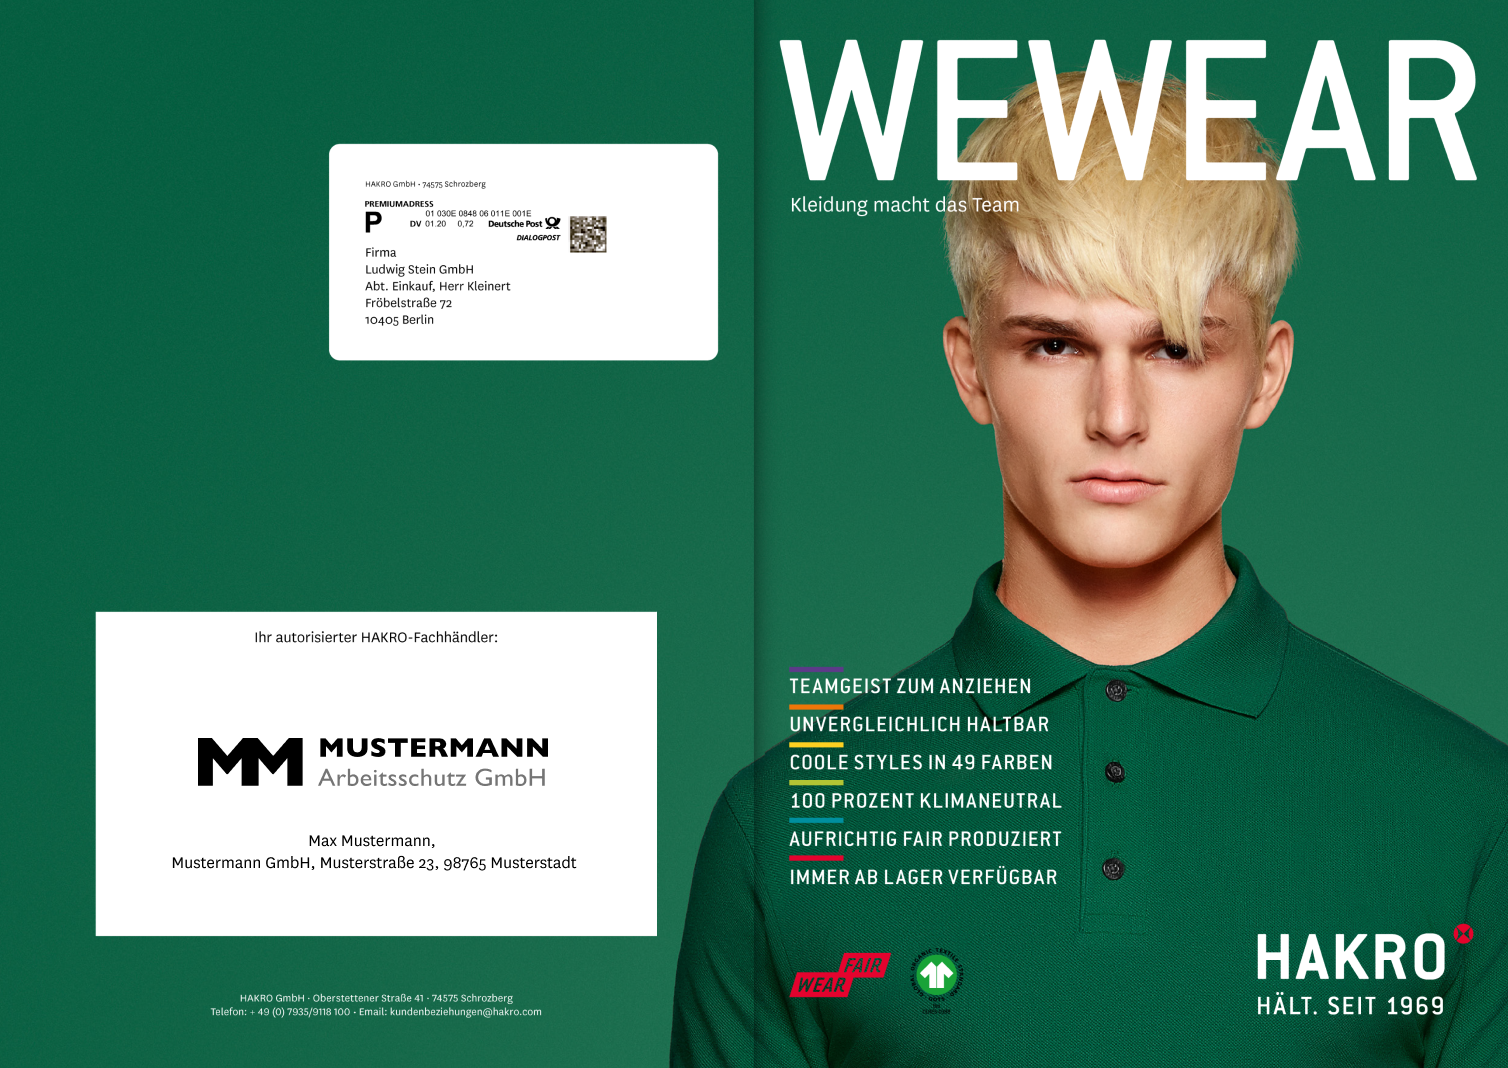 HAKRO GmbH • 74575 Schrozberg
PREMIUMADRESS
P
01 030E 0848 06 011E 001E
DV 01.20 0,72 Deutsche Post
DIALOGPOST
Firma
Ludwig Stein GmbH
Abt. Einkauf, Herr Kleinert
Fröbelstraße 72
10405 Berlin
Ihr autorisierter HAKRO-Fachhändler:
MM MUSTERMANN
Arbeitsschutz GmbH
Max Mustermann,
Mustermann GmbH, Musterstraße 23, 98765 Musterstadt
HAKRO GmbH · Oberstettener Straße 41 · 74575 Schrozberg
Telefon: + 49 (0) 7935/9118 100 • Email: kundenbeziehungen@hakro.com
WEWEAR
Kleidung macht das Team
TEAMGEIST ZUM ANZIEHEN
UNVERGLEICHLICH HALTBAR
COOLE STYLES IN 49 FARBEN
100 PROZENT KLIMANEUTRAL
AUFRICHTIG FAIR PRODUZIERT
IMMER AB LAGER VERFÜGBAR
FAIR
WEAR
GLOBAL ORGANIC TEXTILE STANDARD
GOTS
HAKRO
HÄLT. SEIT 1969